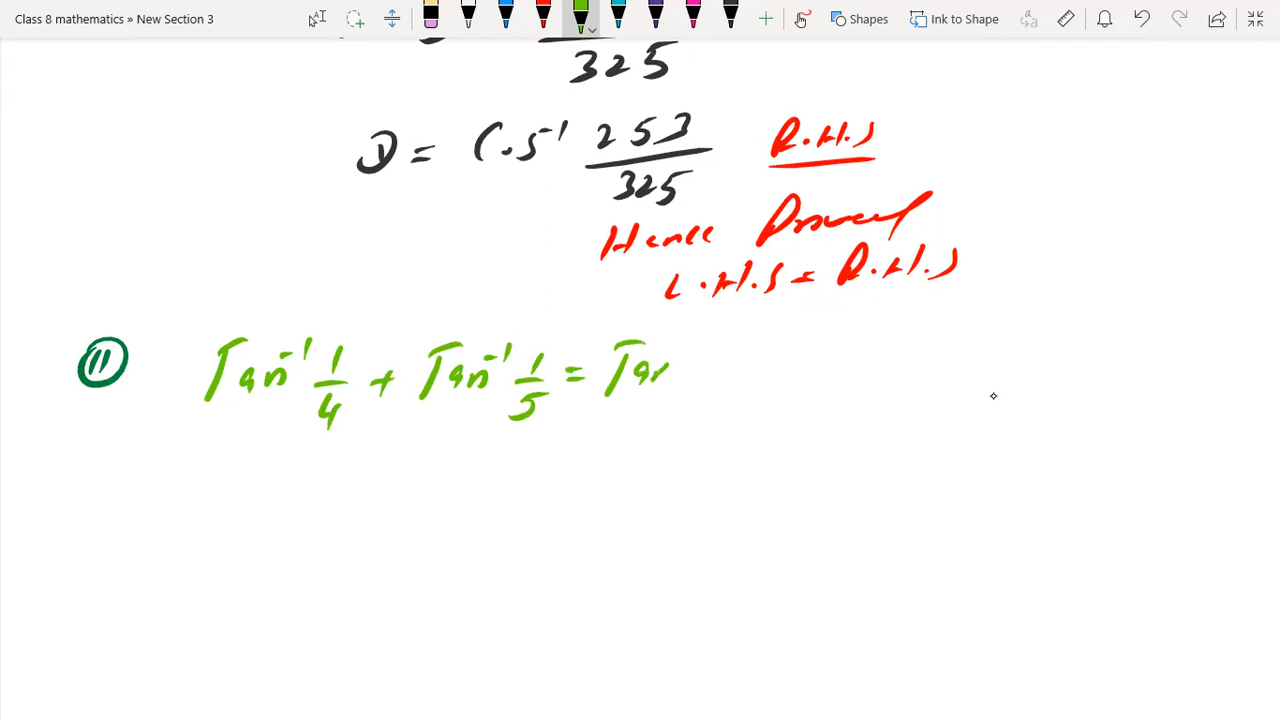 Class 8 mathematics » New Section 3
Shapes
Ink to Shape
325
= Cos⁻¹ 253/325 R.H.S
Hence Proved
L.H.S = R.H.S
11 Tan⁻¹ 1/4 + Tan⁻¹ 1/5 = Tan